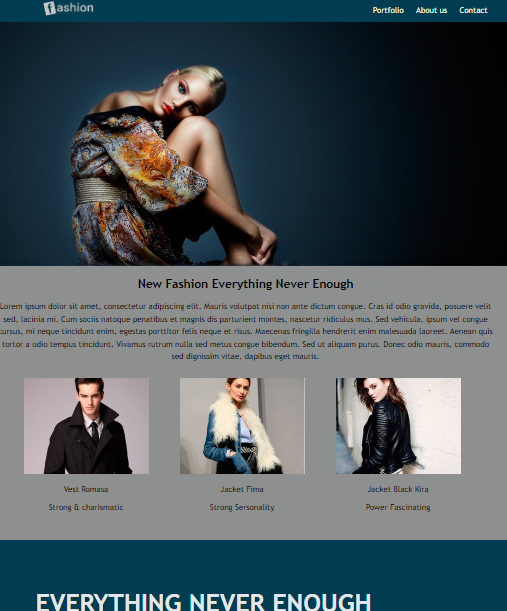 fashion
Portfolio About us Contact
New Fashion Everything Never Enough
Lorem ipsum dolor sit amet, consectetur adipiscing elit. Mauris volutpat nisi non ante dictum congue. Cras id odio gravida, posuere velit
sed, lacinia mi. Cum sociis natoque penatibus et magnis dis parturient montes, nascetur ridiculus mus. Sed vehicula, ipsum vel congue
cursus, mi neque tincidunt enim, egestas porttitor felis neque et risus. Maecenas fringilla hendrerit enim malesuada laoreet. Aenean quis
tortor a odio tempus tincidunt. Vivamus rutrum nulla sed metus congue bibendum. Sed ut aliquam purus. Donec odio mauris, commodo
sed dignissim vitae, dapibus eget mauris.
Vest Romasa Jacket Fima Jacket Black Kira
Strong & charismatic Strong Sersonality Power Fascinating
EVERYTHING NEVER ENOUGH